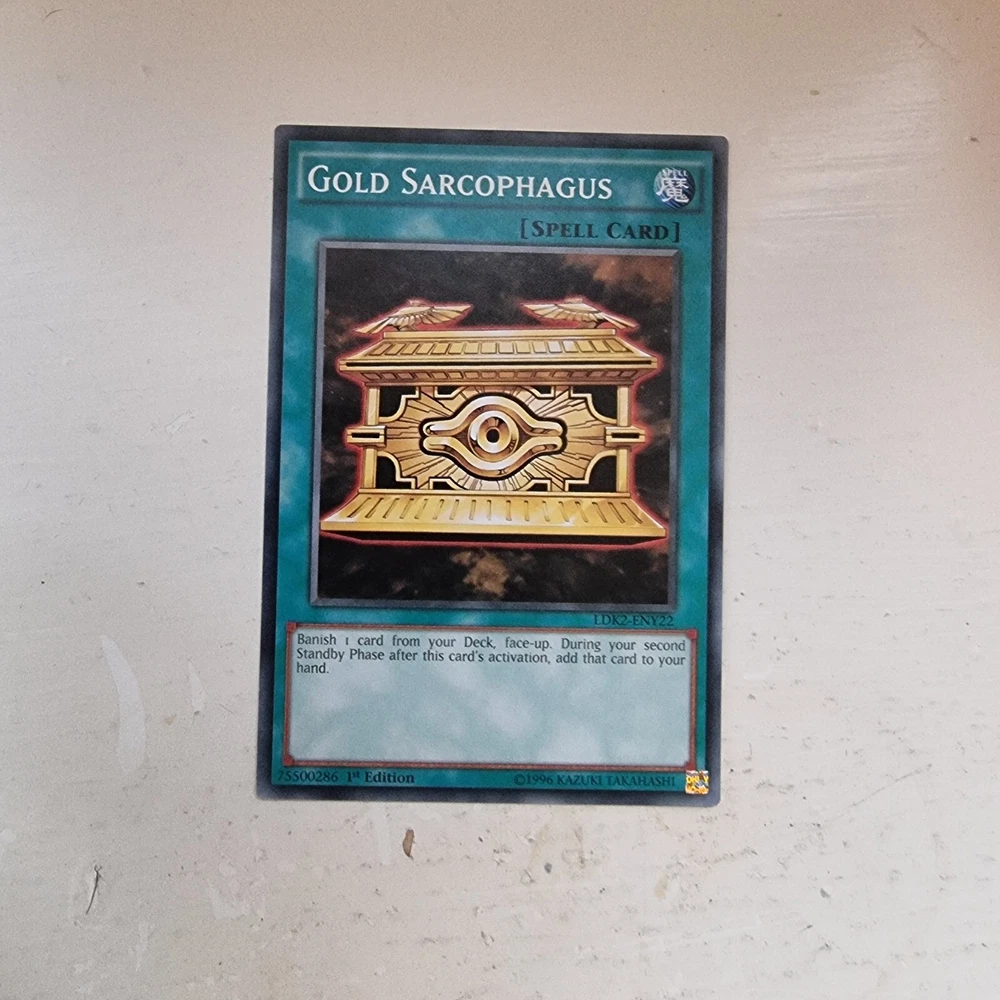 GOLD SARCOPHAGUS
魔
[SPELL CARD]
LDK2-ENY22
Banish 1 card from your Deck, face-up. During your second
Standby Phase after this card's activation, add that card to your
hand.
75500286 1st Edition
©1996 KAZUKI TAKAHASHI